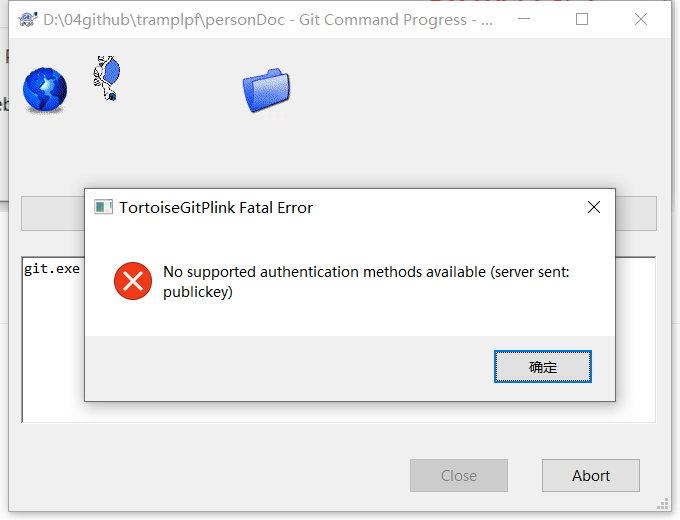 D:\04github\tramplpf\personDoc - Git Command Progress - ...
TortoiseGitPlink Fatal Error
git.exe
No supported authentication methods available (server sent:
publickey)
确定
Close
Abort